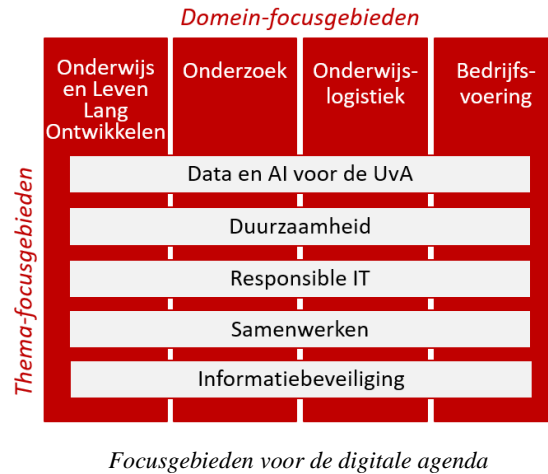 Domein-focusgebieden
Onderwijs
en Leven
Lang
Ontwikkelen
Onderzoek
Onderwijs-
logistiek
Bedrijfs-
voering
Thema-focusgebieden
Data en AI voor de UvA
Duurzaamheid
Responsible IT
Samenwerken
Informatiebeveiliging
Focusgebieden voor de digitale agenda